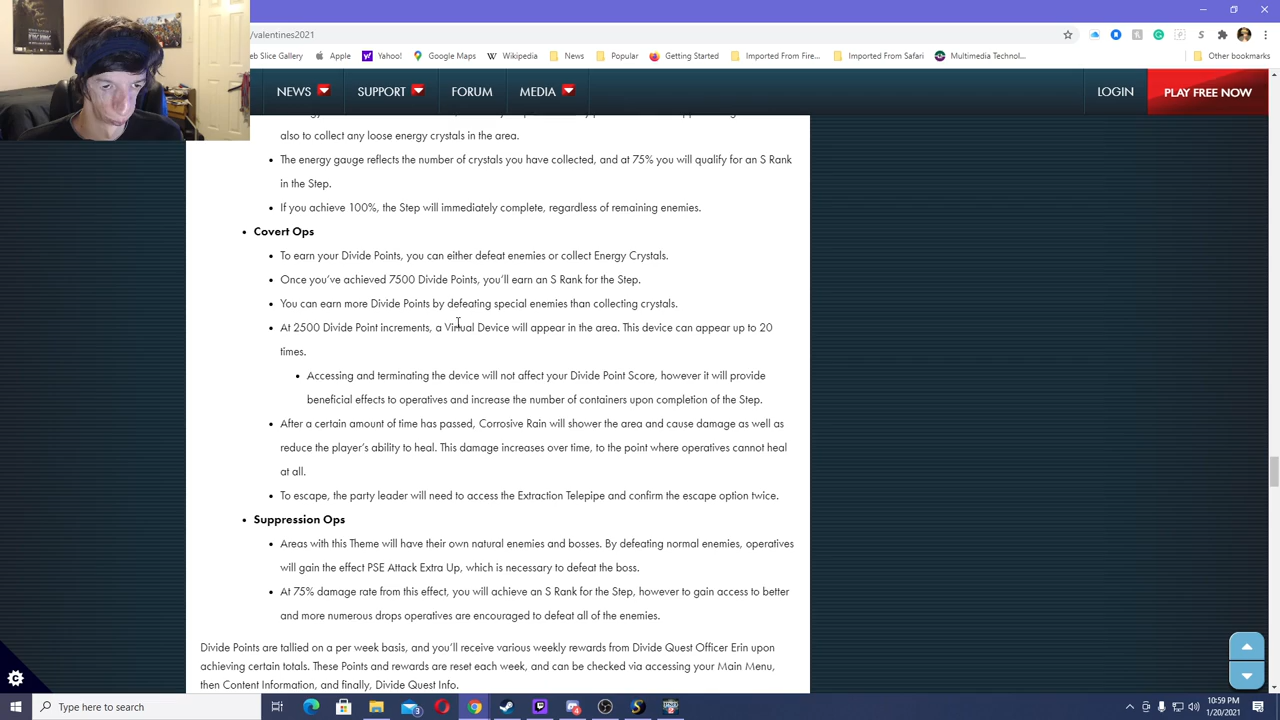 /valentines2021
eb Slice Gallery Apple Yahoo! Google Maps Wikipedia News Popular Getting Started Imported From Fire... Imported From Safari Multimedia Technol... Other bookmarks
NEWS SUPPORT FORUM MEDIA LOGIN PLAY FREE NOW
also to collect any loose energy crystals in the area.
• The energy gauge reflects the number of crystals you have collected, and at 75% you will qualify for an S Rank
in the Step.
• If you achieve 100%, the Step will immediately complete, regardless of remaining enemies.
• Covert Ops
• To earn your Divide Points, you can either defeat enemies or collect Energy Crystals.
• Once you've achieved 7500 Divide Points, you'll earn an S Rank for the Step.
• You can earn more Divide Points by defeating special enemies than collecting crystals.
• At 2500 Divide Point increments, a Virtual Device will appear in the area. This device can appear up to 20
times.
• Accessing and terminating the device will not affect your Divide Point Score, however it will provide
beneficial effects to operatives and increase the number of containers upon completion of the Step.
• After a certain amount of time has passed, Corrosive Rain will shower the area and cause damage as well as
reduce the player's ability to heal. This damage increases over time, to the point where operatives cannot heal
at all.
• To escape, the party leader will need to access the Extraction Telepipe and confirm the escape option twice.
• Suppression Ops
• Areas with this Theme will have their own natural enemies and bosses. By defeating normal enemies, operatives
will gain the effect PSE Attack Extra Up, which is necessary to defeat the boss.
• At 75% damage rate from this effect, you will achieve an S Rank for the Step, however to gain access to better
and more numerous drops operatives are encouraged to defeat all of the enemies.
Divide Points are tallied on a per week basis, and you'll receive various weekly rewards from Divide Quest Officer Erin upon
achieving certain totals. These Points and rewards are reset each week, and can be checked via accessing your Main Menu,
then Content Information, and finally, Divide Quest Info.
Type here to search
10:59 PM
1/20/2021